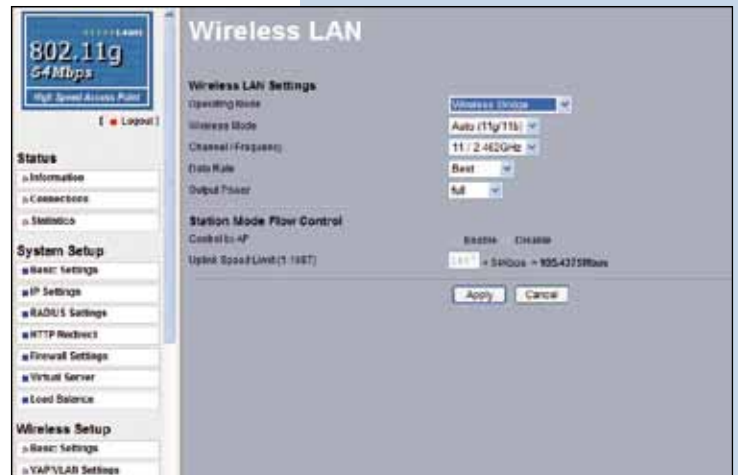 802.11g
54Mbps
High Speed Access Point
[ Logout ]
Status
Information
Connections
Statistics
System Setup
Basic Settings
IP Settings
RADIUS Settings
HTTP Redirect
Firewall Settings
Virtual Server
Load Balance
Wireless Setup
Basic Settings
VAP/VLAN Settings
Wireless LAN
Wireless LAN Settings
Operating Mode Wireless Bridge
Wireless Mode Auto (11g/11b)
Channel / Frequency 11 / 2.462GHz
Data Rate Best
Output Power full
Station Mode Flow Control
Control to AP Enable Disable
Uplink Speed Limit
Apply Cancel